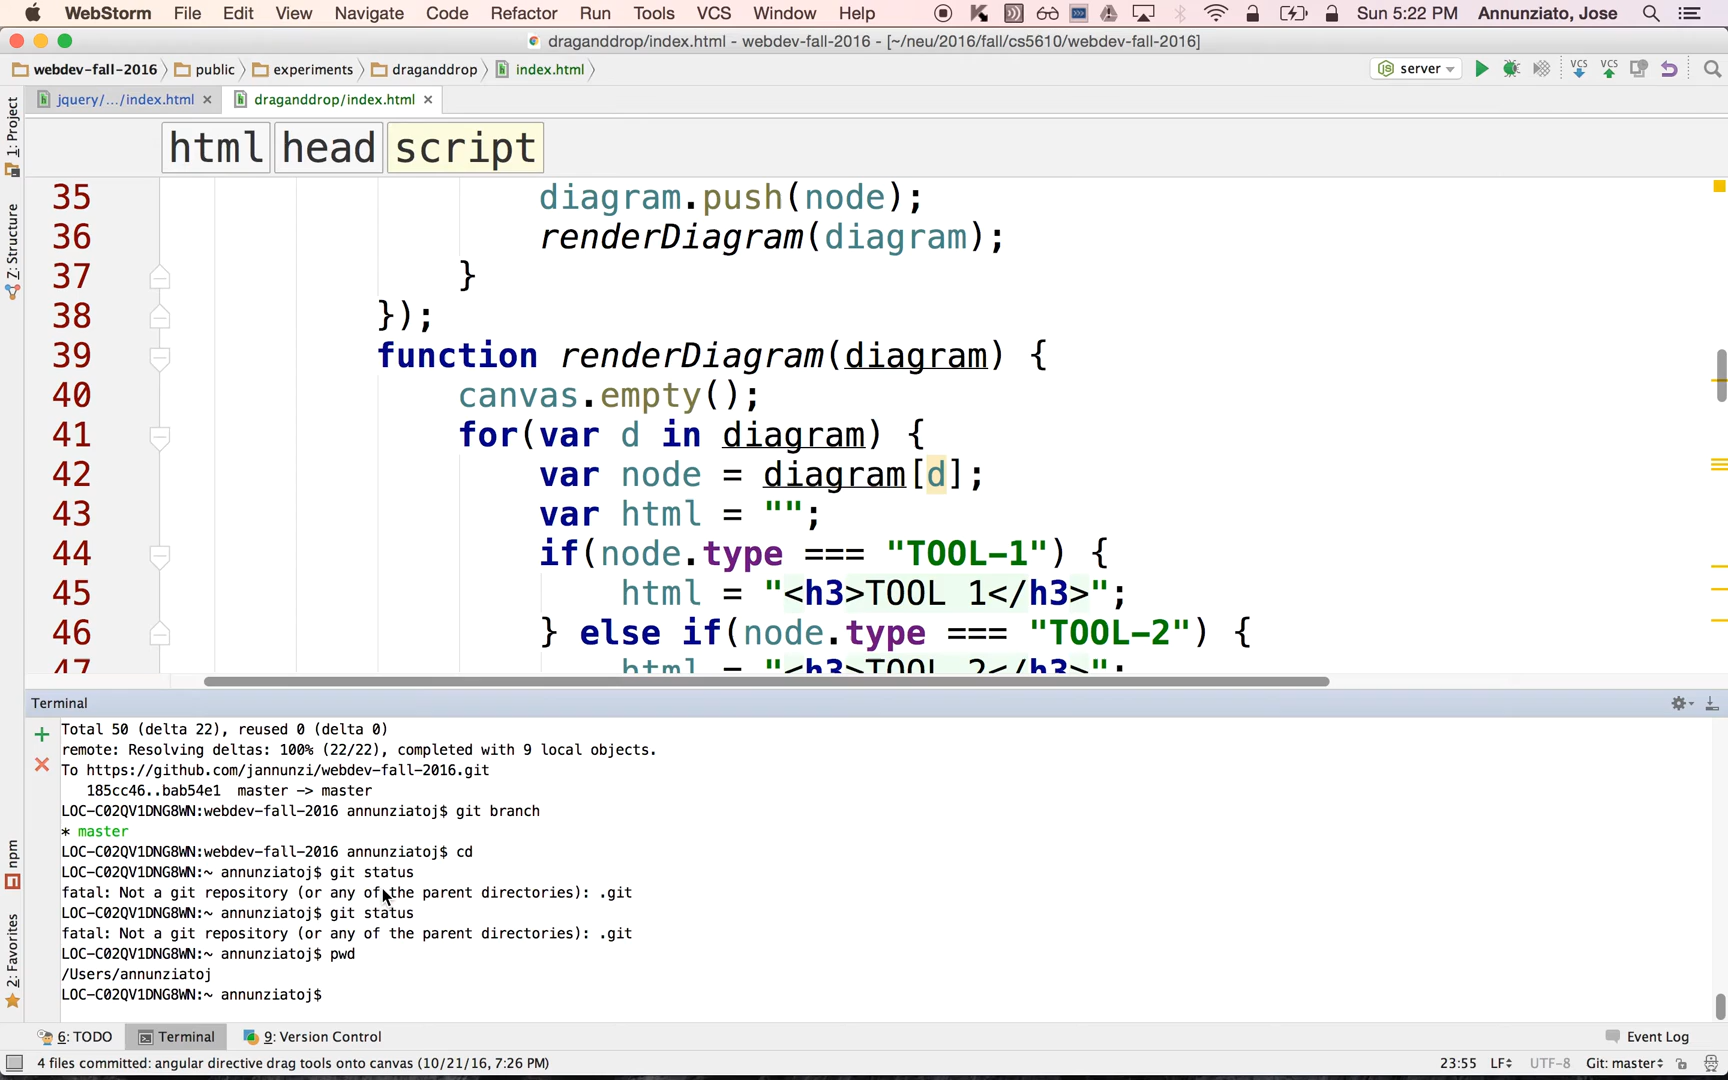 WebStorm File Edit View Navigate Code Refactor Run Tools VCS Window Help Sun 5:22 PM Annunziato, Jose
draganddrop/index.html - webdev-fall-2016 - [~/neu/2016/fall/cs5610/webdev-fall-2016]
webdev-fall-2016 public experiments draganddrop index.html server VCS VCS
1: Project
jquery/.../index.html draganddrop/index.html
html head script
Z: Structure
35 diagram.push(node);
36 renderDiagram(diagram);
37 }
38 });
39 function renderDiagram(diagram) {
40 canvas.empty();
41 for(var d in diagram) {
42 var node = diagram[d];
43 var html = "";
44 if(node.type === "TOOL-1") {
45 html = "<h3>TOOL 1</h3>";
46 } else if(node.type === "TOOL-2") {
47 html = "<h3>TOOL 2</h3>";
Terminal
Total 50 (delta 22), reused 0 (delta 0)
remote: Resolving deltas: 100% (22/22), completed with 9 local objects.
To https://github.com/jannunzi/webdev-fall-2016.git
185cc46..bab54e1 master -> master
LOC-C02QV1DNG8WN:webdev-fall-2016 annunziatoj$ git branch
* master
LOC-C02QV1DNG8WN:webdev-fall-2016 annunziatoj$ cd
LOC-C02QV1DNG8WN:~ annunziatoj$ git status
fatal: Not a git repository (or any of the parent directories): .git
LOC-C02QV1DNG8WN:~ annunziatoj$ git status
fatal: Not a git repository (or any of the parent directories): .git
LOC-C02QV1DNG8WN:~ annunziatoj$ pwd
/Users/annunziatoj
LOC-C02QV1DNG8WN:~ annunziatoj$
npm
2: Favorites
6: TODO Terminal 9: Version Control Event Log
4 files committed: angular directive drag tools onto canvas (10/21/16, 7:26 PM) 23:55 LF UTF-8 Git: master